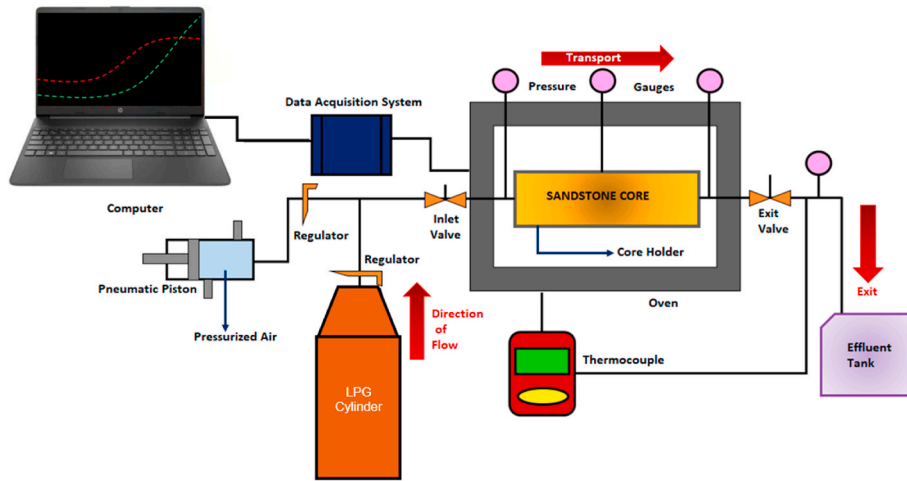 Transport
Pressure
Gauges
Data Acquisition System
SANDSTONE CORE
Computer
Inlet
Valve
Exit
Valve
Regulator
Core Holder
Regulator
Pneumatic Piston
Oven
Exit
Direction
of
Flow
Pressurized Air
Effluent
Tank
Thermocouple
LPG
Cylinder